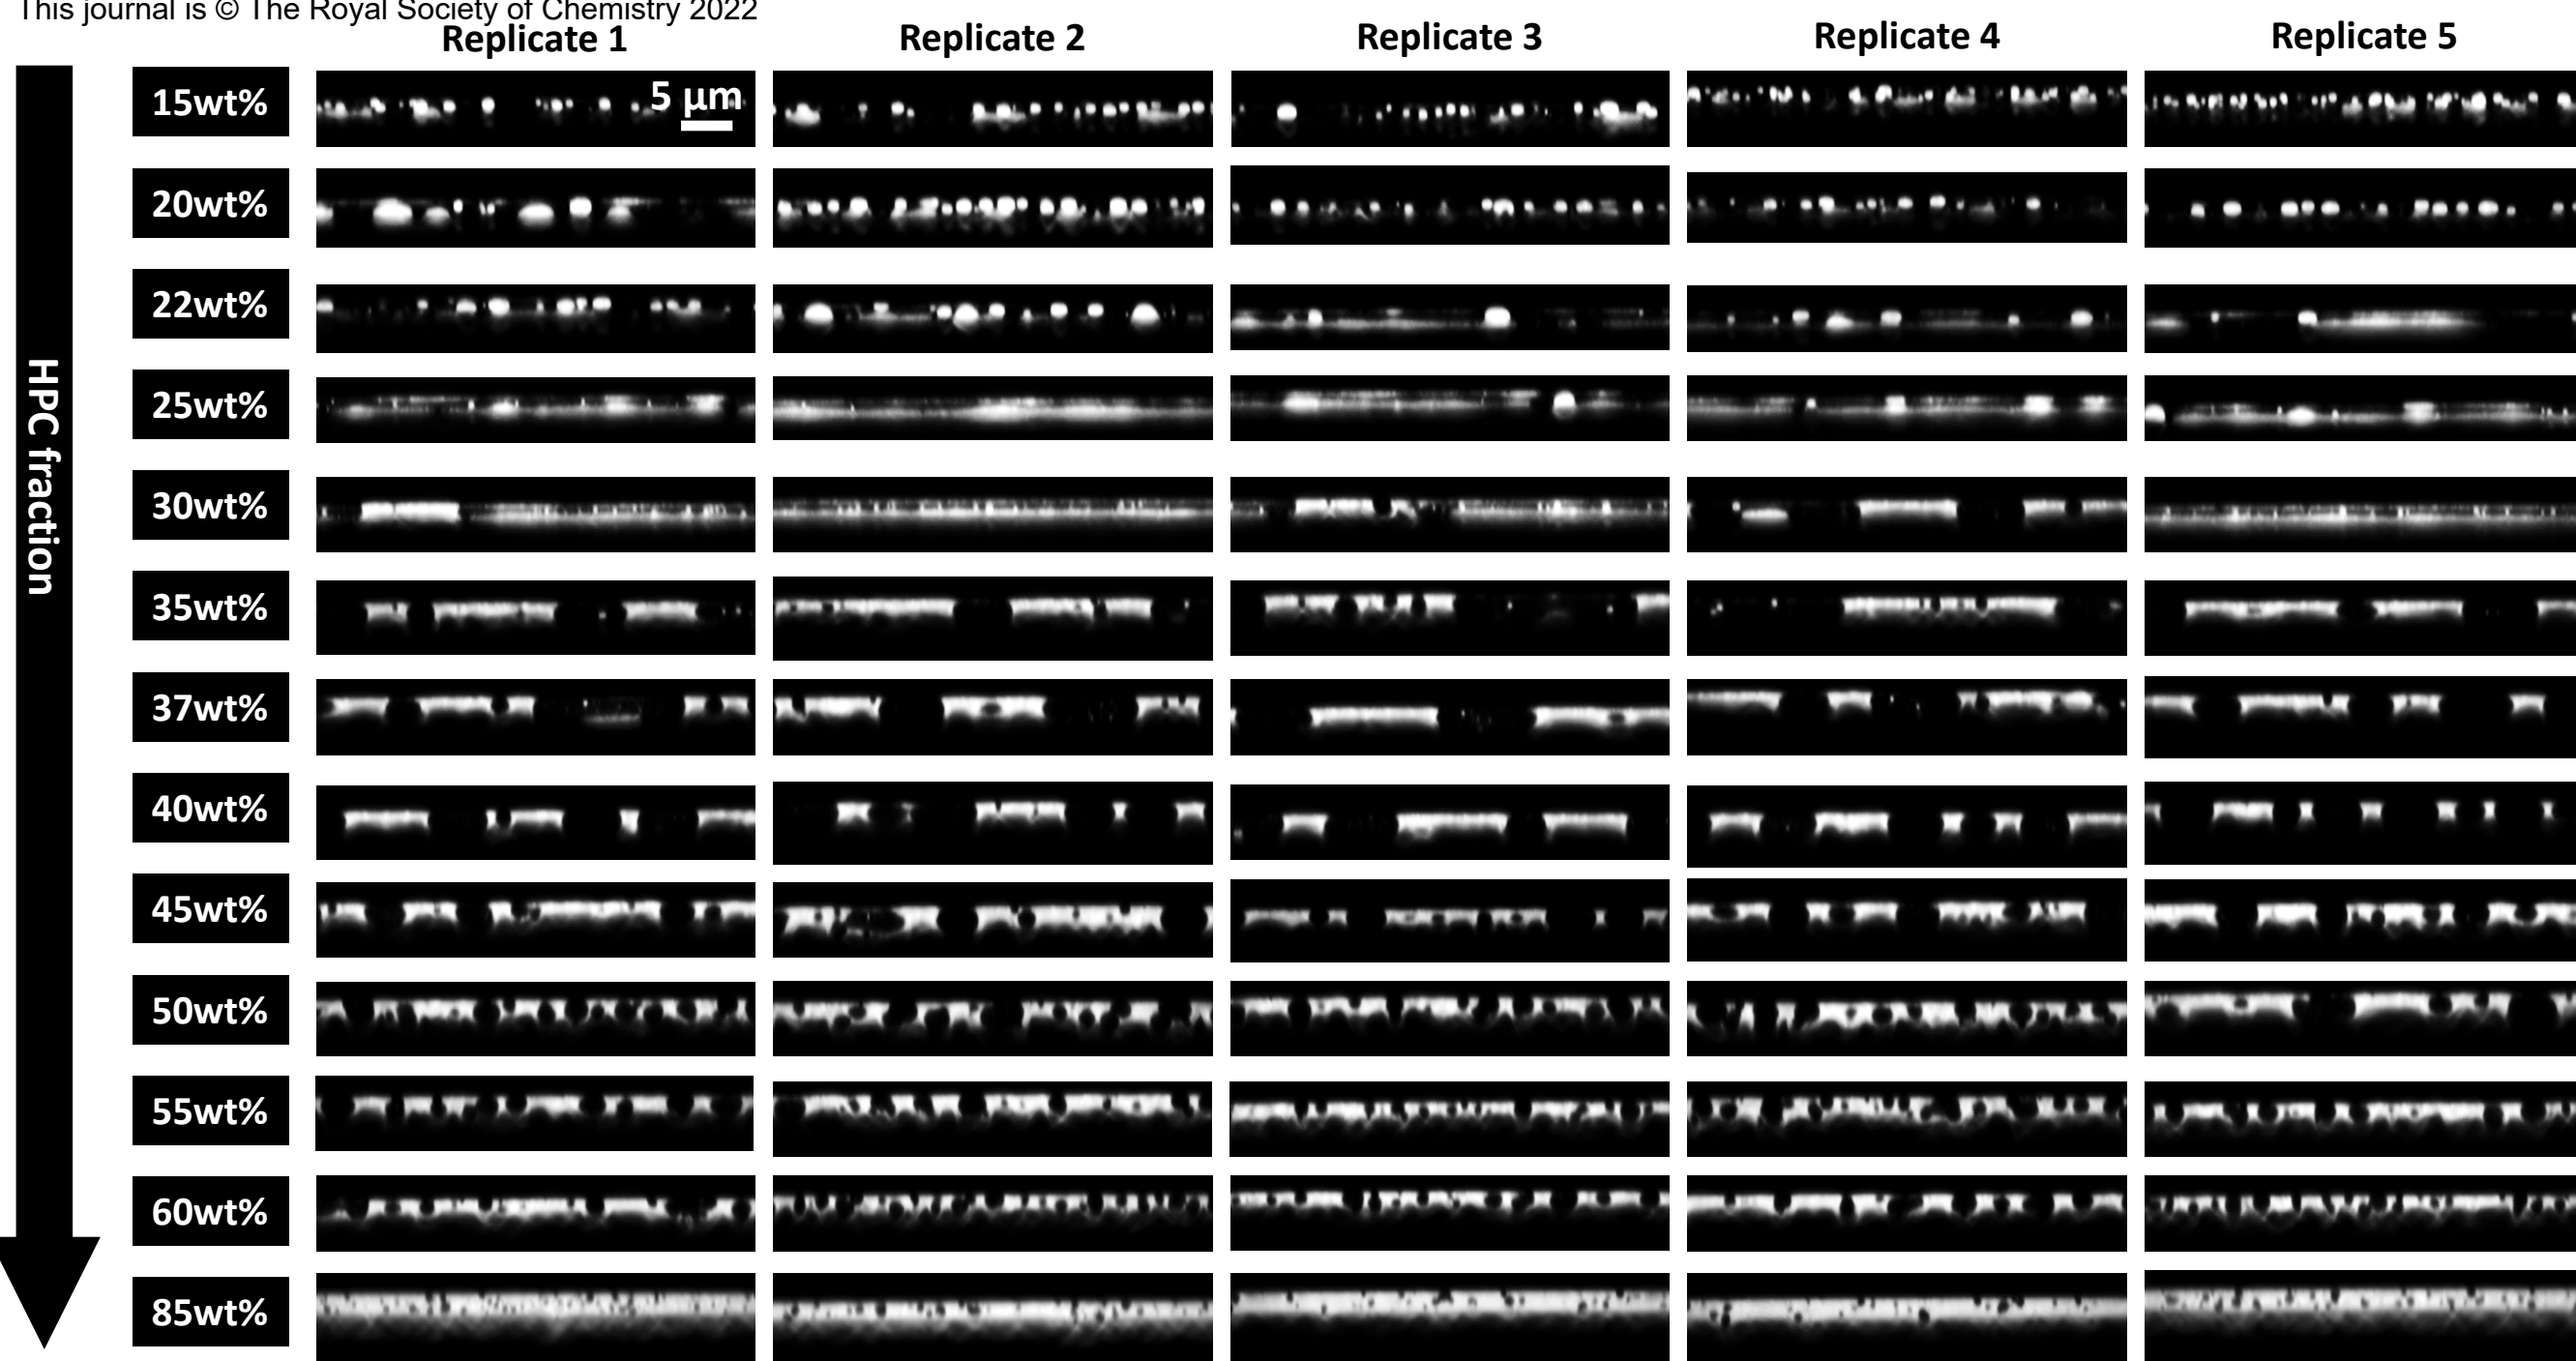 This journal is © The Royal Society of Chemistry 2022
Replicate 1
Replicate 2
Replicate 3
Replicate 4
Replicate 5
HPC fraction
15wt%
5 μm
20wt%
22wt%
25wt%
30wt%
35wt%
37wt%
40wt%
45wt%
50wt%
55wt%
60wt%
85wt%